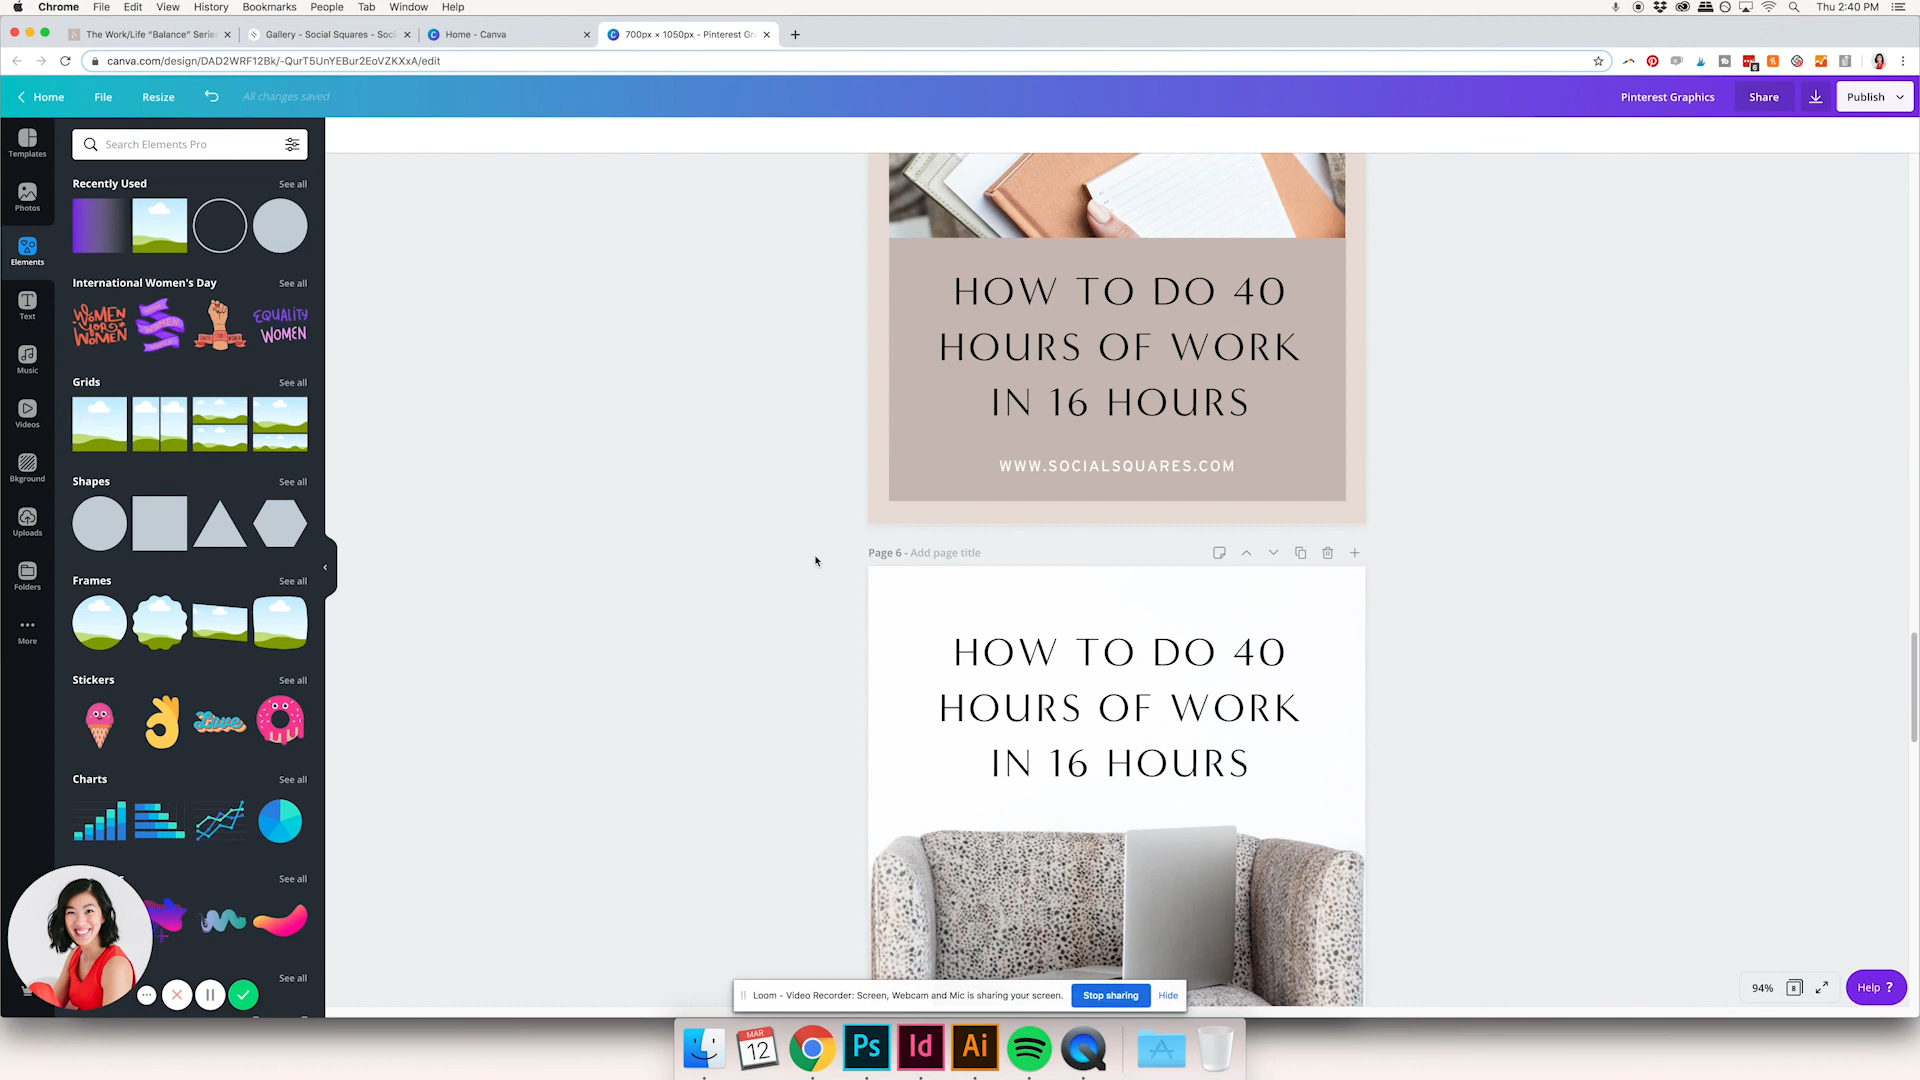 Chrome File Edit View History Bookmarks People Tab Window Help Thu 2:40 PM
The Work/Life "Balance" Serie Gallery - Social Squares - Soci Home - Canva 700px × 1050px - Pinterest Gr
canva.com/design/DAD2WRF12Bk/-QurT5UnYEBur2EoVZKXxA/edit
Home File Resize All changes saved Pinterest Graphics Share Publish
Templates
Photos
Elements
Text
Music
Videos
Bkground
Uploads
Folders
More
Search Elements Pro
Recently Used See all
International Women's Day See all
WOMEN FOR WOMEN
WOMEN
EQUALITY WOMEN
Grids See all
Shapes See all
Frames See all
Stickers See all
Love
Charts See all
See all
See all
HOW TO DO 40
HOURS OF WORK
IN 16 HOURS
WWW.SOCIALSQUARES.COM
Page 6 - Add page title
HOW TO DO 40
HOURS OF WORK
IN 16 HOURS
94% 8 Help ?
Loom - Video Recorder: Screen, Webcam and Mic is sharing your screen. Stop sharing Hide
MAR
12
Ps
Id
Ai